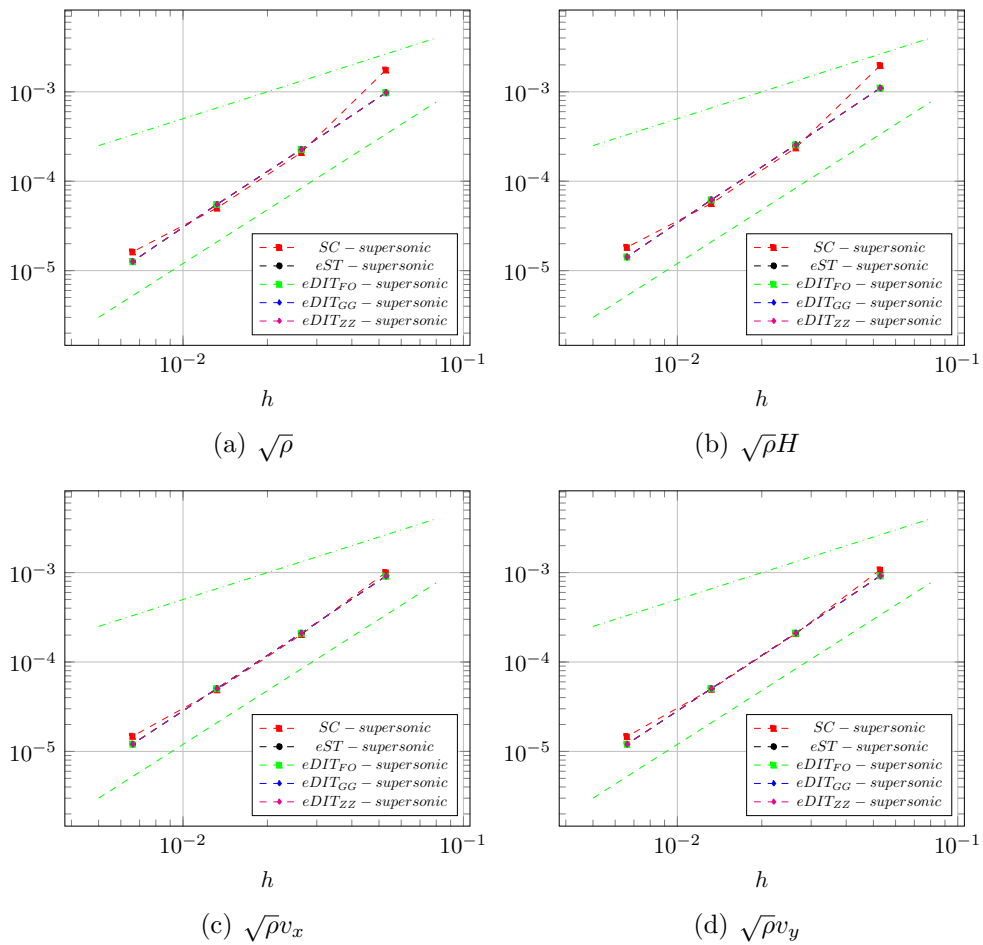 10^{-3}
10^{-4}
10^{-5}
SC − supersonic
eST − supersonic
eDIT_{FO} − supersonic
eDIT_{GG} − supersonic
eDIT_{ZZ} − supersonic
10^{-2} 10^{-1}
h
(a) √ρ
10^{-3}
10^{-4}
10^{-5}
SC − supersonic
eST − supersonic
eDIT_{FO} − supersonic
eDIT_{GG} − supersonic
eDIT_{ZZ} − supersonic
10^{-2} 10^{-1}
h
(b) √ρH
10^{-3}
10^{-4}
10^{-5}
SC − supersonic
eST − supersonic
eDIT_{FO} − supersonic
eDIT_{GG} − supersonic
eDIT_{ZZ} − supersonic
10^{-2} 10^{-1}
h
(c) √ρv_x
10^{-3}
10^{-4}
10^{-5}
SC − supersonic
eST − supersonic
eDIT_{FO} − supersonic
eDIT_{GG} − supersonic
eDIT_{ZZ} − supersonic
10^{-2} 10^{-1}
h
(d) √ρv_y